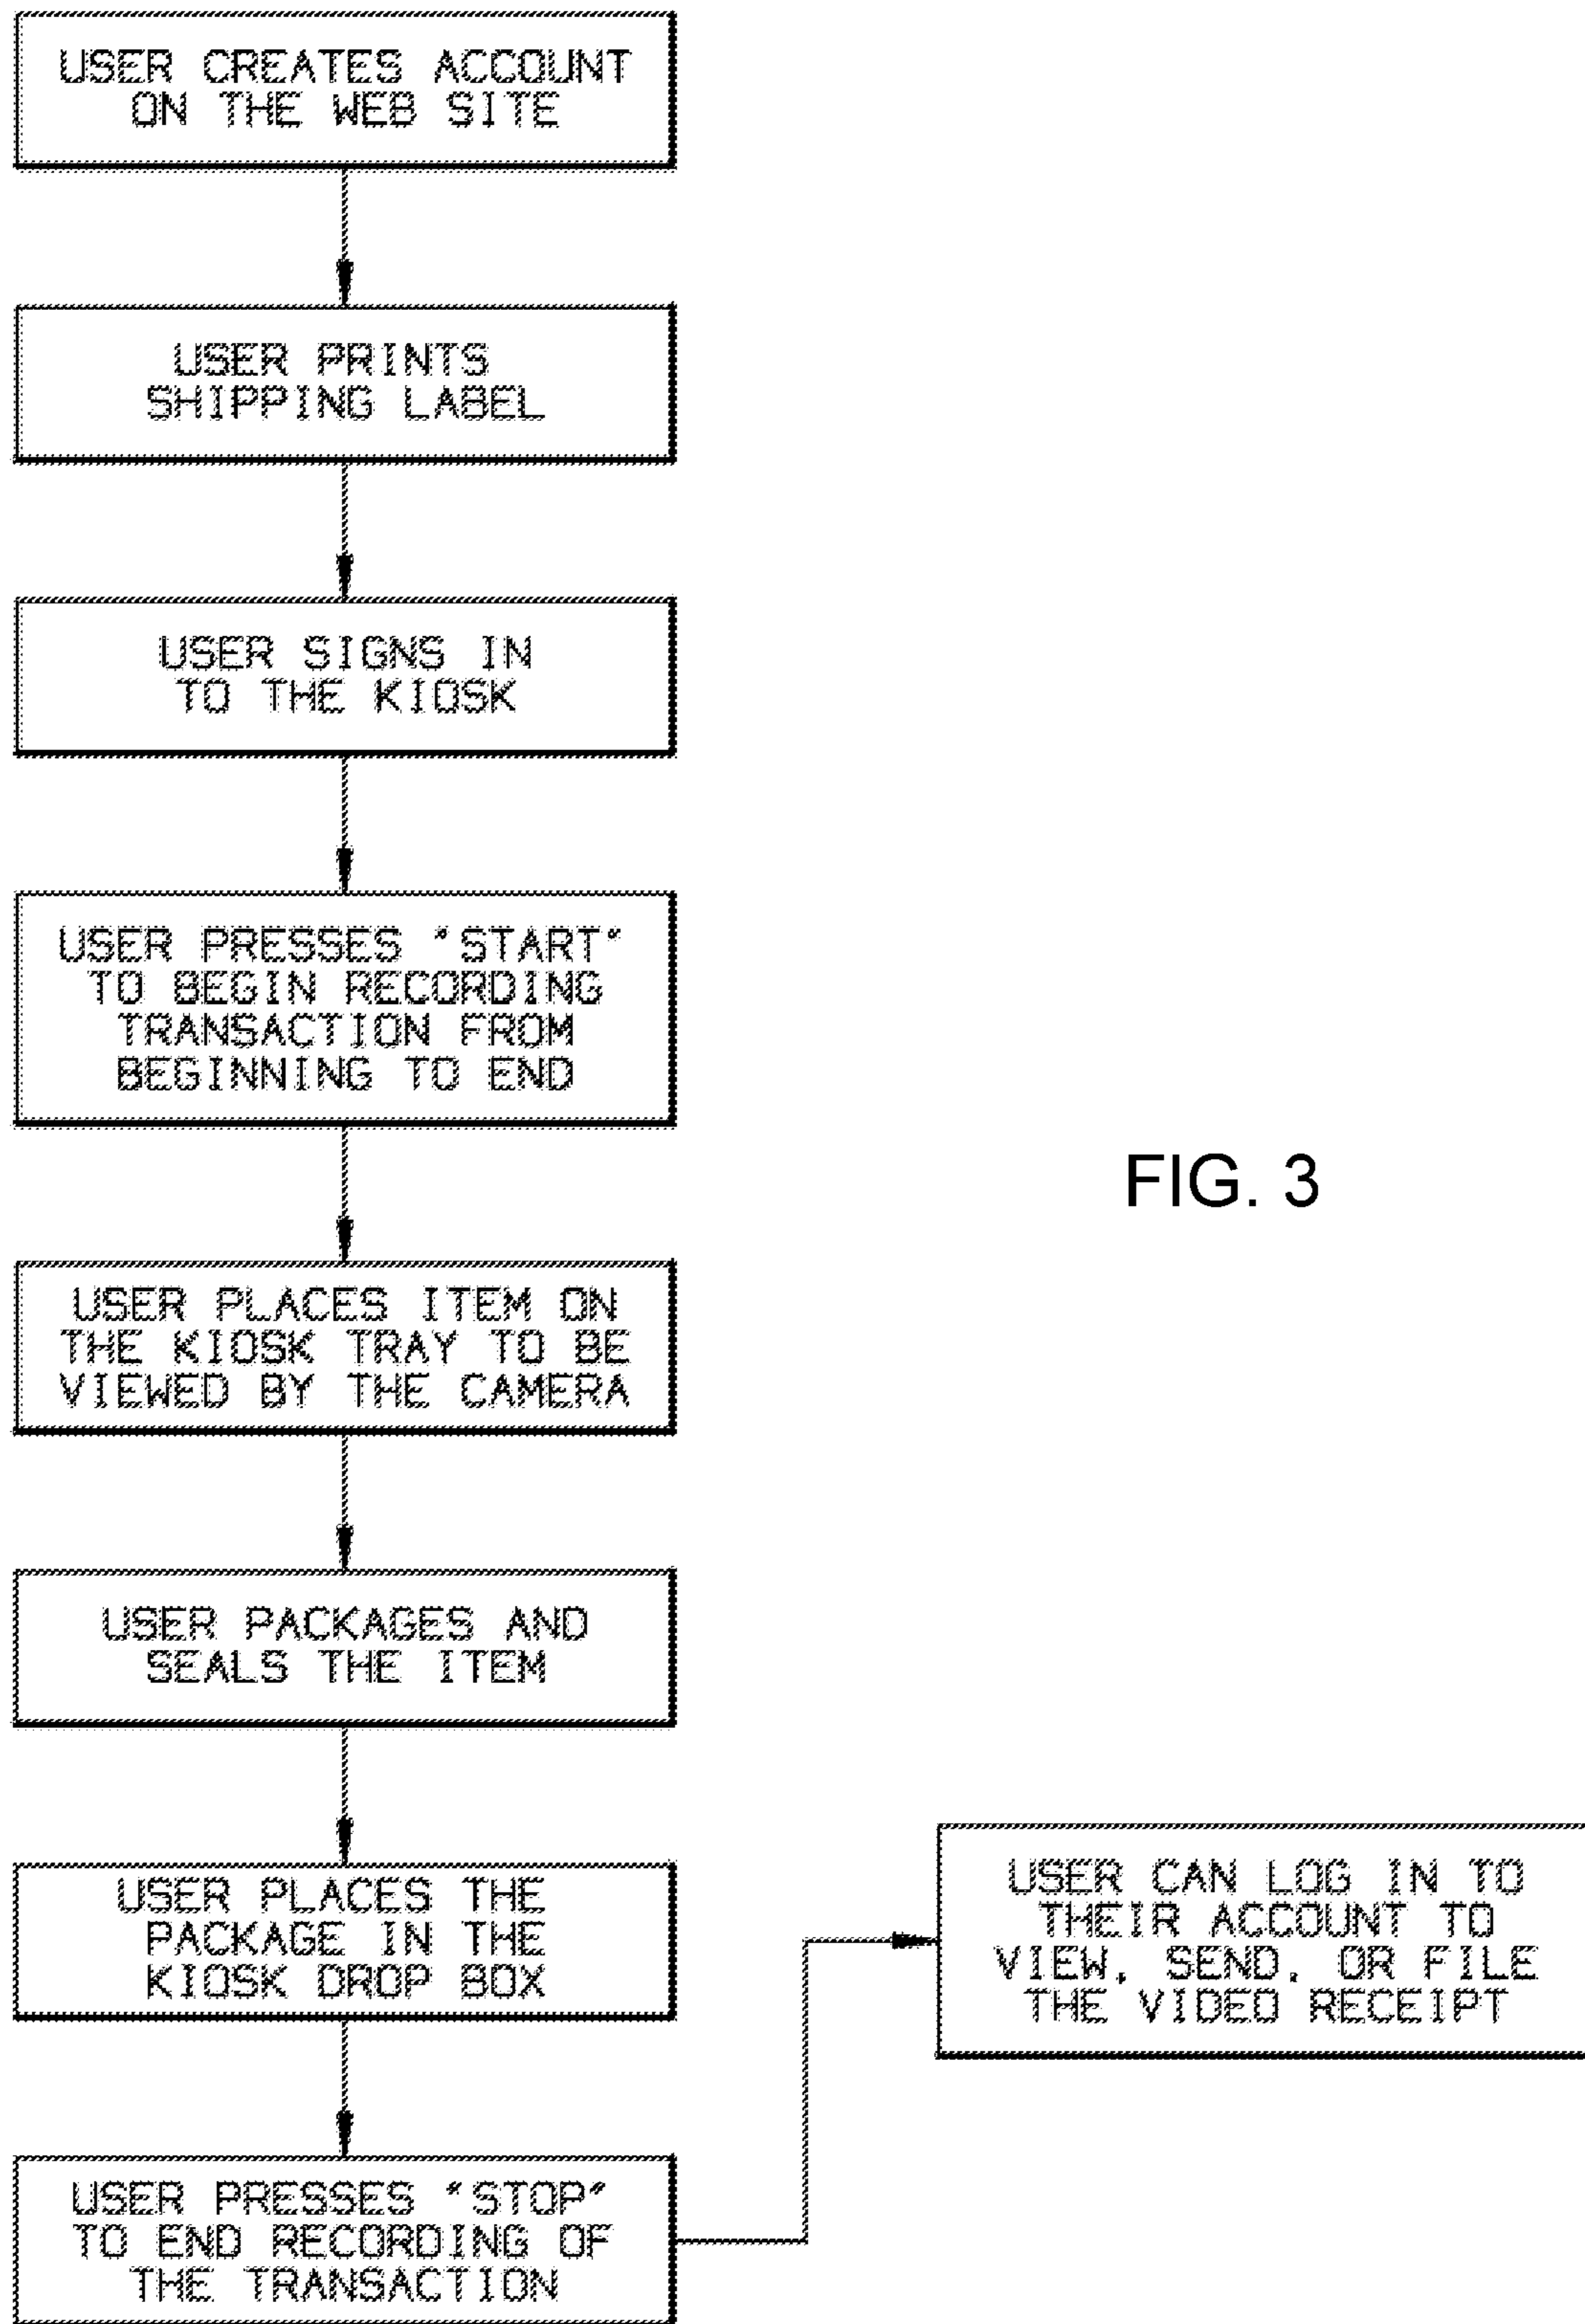 USER CREATES ACCOUNT
ON THE WEB SITE
USER PRINTS
SHIPPING LABEL
USER SIGNS IN
TO THE KIOSK
USER PRESSES "START"
TO BEGIN RECORDING
TRANSACTION FROM
BEGINNING TO END
FIG. 3
USER PLACES ITEM ON
THE KIOSK TRAY TO BE
VIEWED BY THE CAMERA
USER PACKAGES AND
SEALS THE ITEM
USER PLACES THE
PACKAGE IN THE
KIOSK DROP BOX
USER PRESSES "STOP"
TO END RECORDING OF
THE TRANSACTION
USER CAN LOG IN TO
THEIR ACCOUNT TO
VIEW, SEND, OR FILE
THE VIDEO RECEIPT